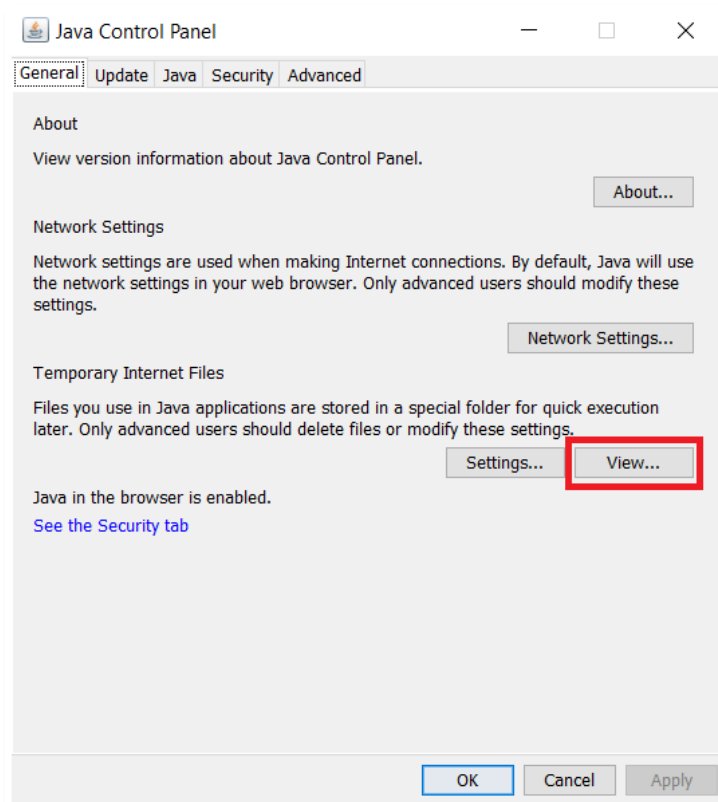 Java Control Panel
General Update Java Security Advanced
About
View version information about Java Control Panel.
About...
Network Settings
Network settings are used when making Internet connections. By default, Java will use
the network settings in your web browser. Only advanced users should modify these
settings.
Network Settings...
Temporary Internet Files
Files you use in Java applications are stored in a special folder for quick execution
later. Only advanced users should delete files or modify these settings.
Settings... View...
Java in the browser is enabled.
See the Security tab
OK Cancel Apply